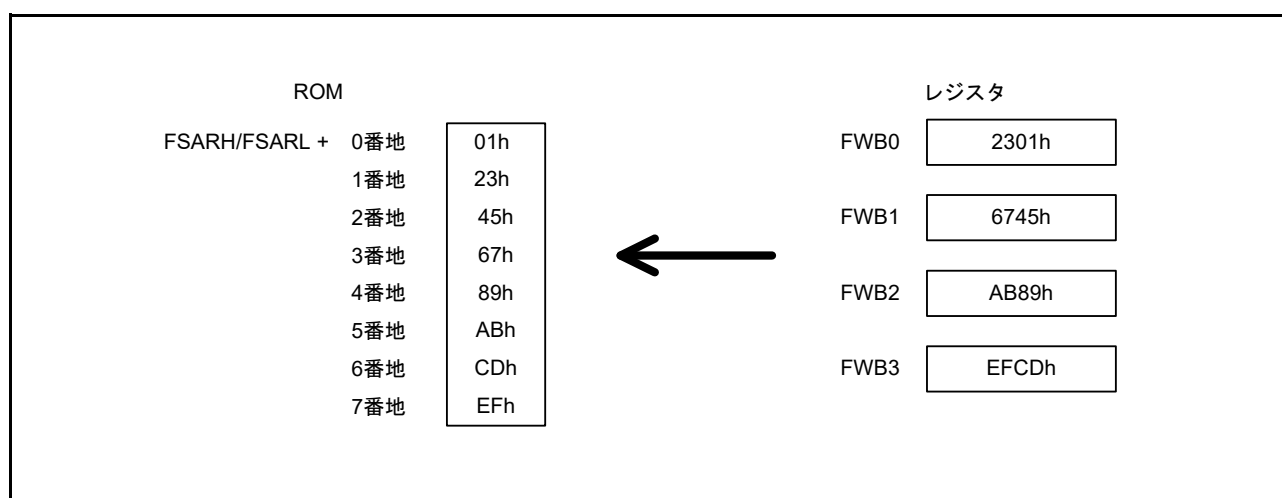 ROM
レジスタ
FSARH/FSARL + 0番地 01h
FWB0 2301h
1番地 23h
2番地 45h
FWB1 6745h
3番地 67h
4番地 89h
FWB2 AB89h
5番地 ABh
6番地 CDh
FWB3 EFCDh
7番地 EFh